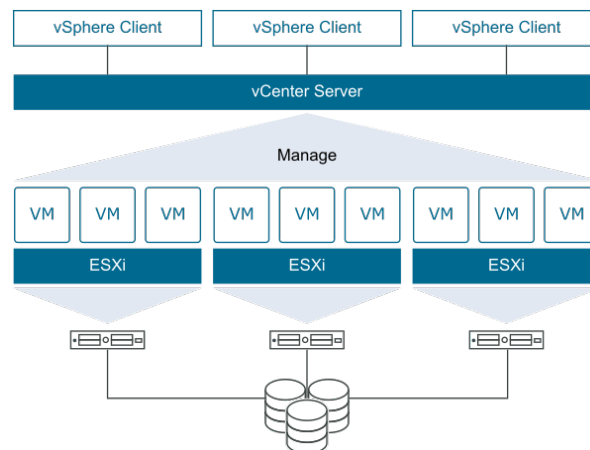 vSphere Client
vSphere Client
vSphere Client
vCenter Server
Manage
VM
VM
VM
VM
VM
VM
VM
VM
VM
ESXi
ESXi
ESXi